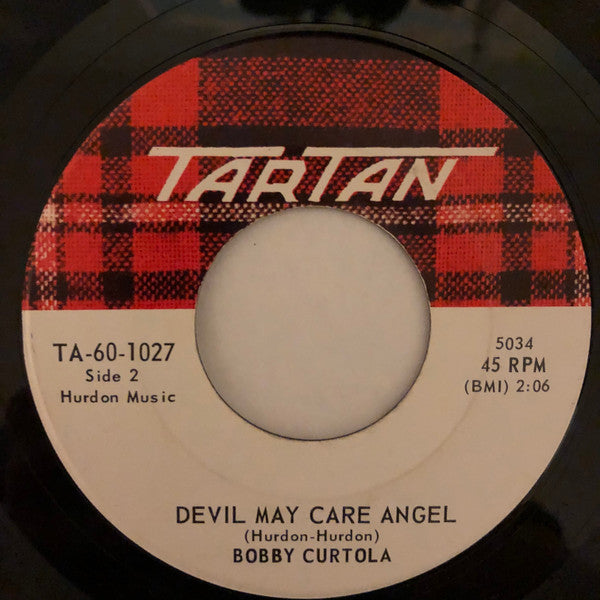 TARTAN
TA-60-1027
Side 2
Hurdon Music
5034
45 RPM
(BMI) 2:06
DEVIL MAY CARE ANGEL
(Hurdon-Hurdon)
BOBBY CURTOLA